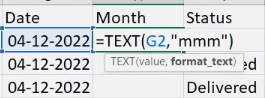 Date Month Status
04-12-2022 =TEXT(G2,"mmm")
04-12-2022 TEXT(value, format_text)
04-12-2022 Delivered